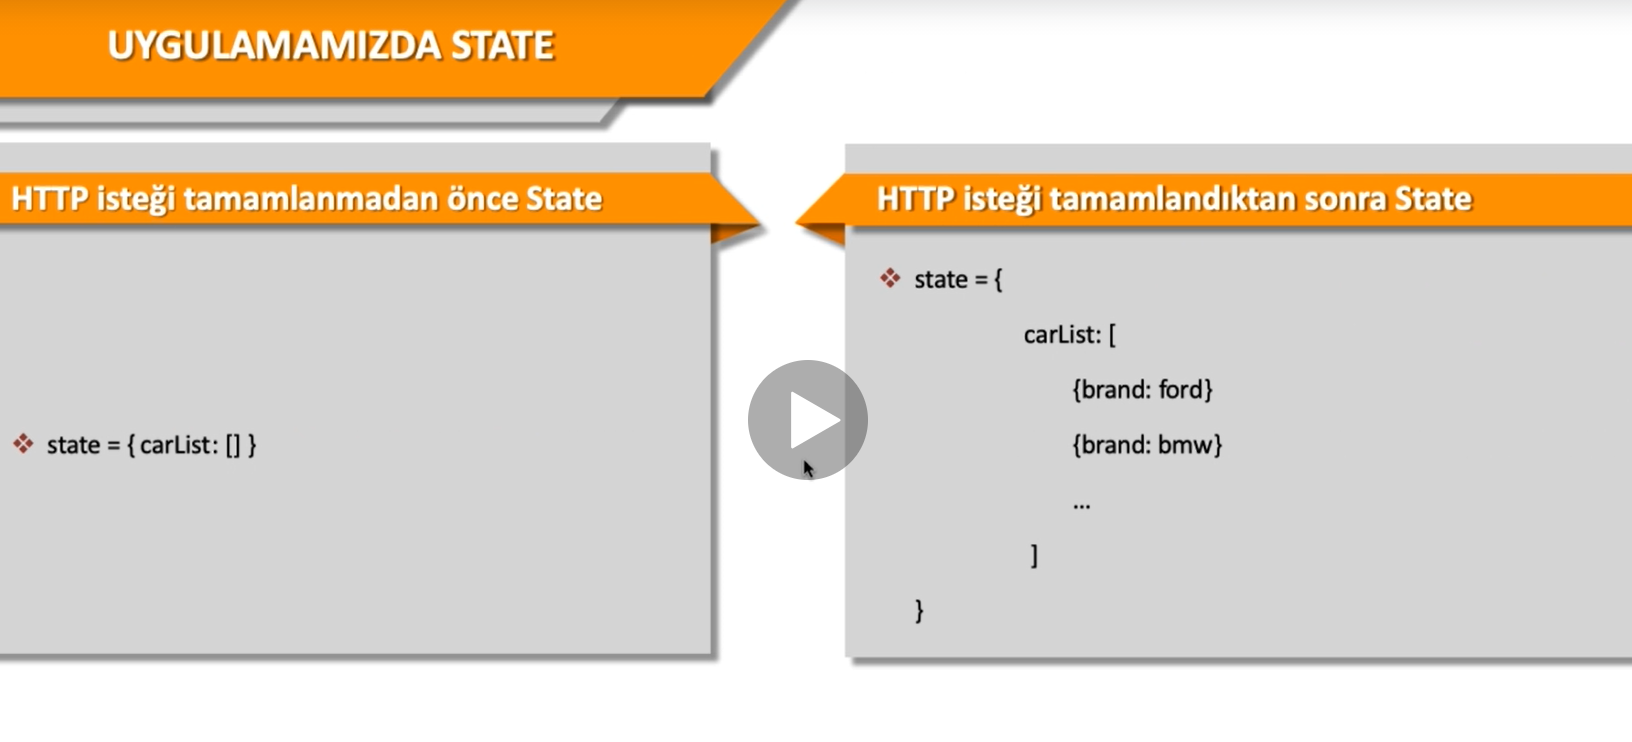 UYGULAMAMIZDA STATE
HTTP isteği tamamlanmadan önce State
state = { carList: [] }
HTTP isteği tamamlandıktan sonra State
state = {
carList: [
{brand: ford}
{brand: bmw}
...
]
}